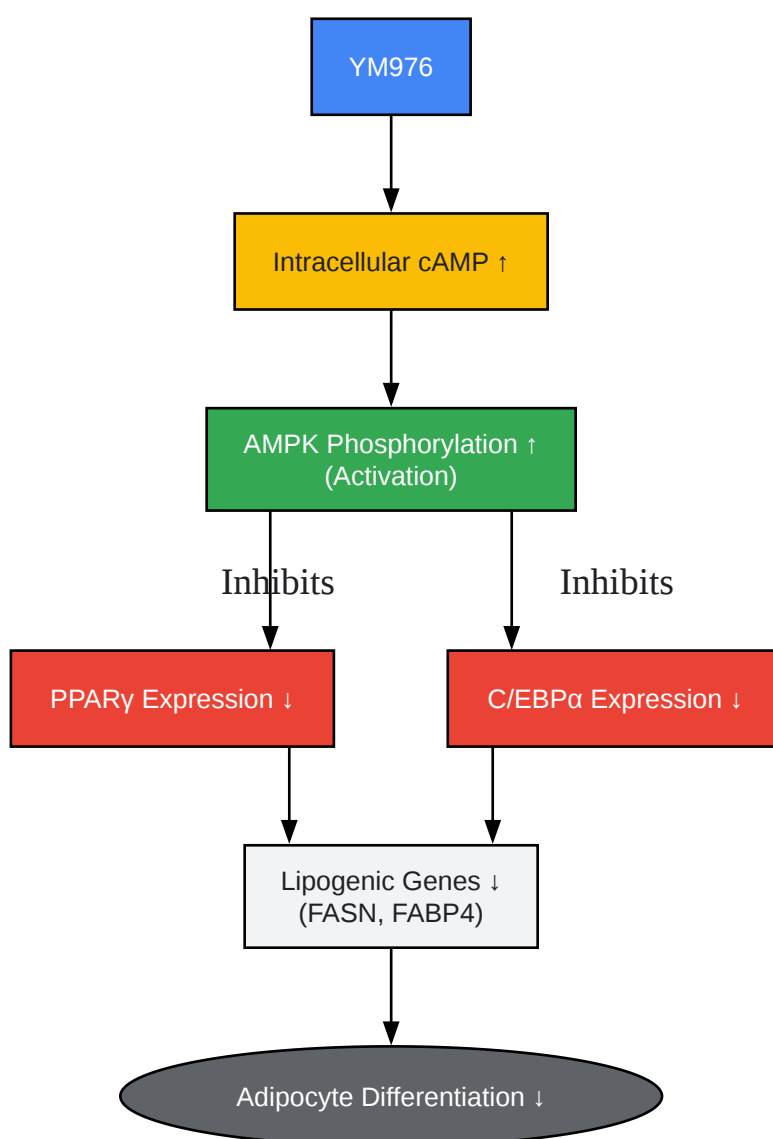 YM976
Intracellular cAMP ↑
AMPK Phosphorylation ↑
(Activation)
Inhibits
Inhibits
PPARγ Expression ↓
C/EBPα Expression ↓
Lipogenic Genes ↓
(FASN, FABP4)
Adipocyte Differentiation ↓